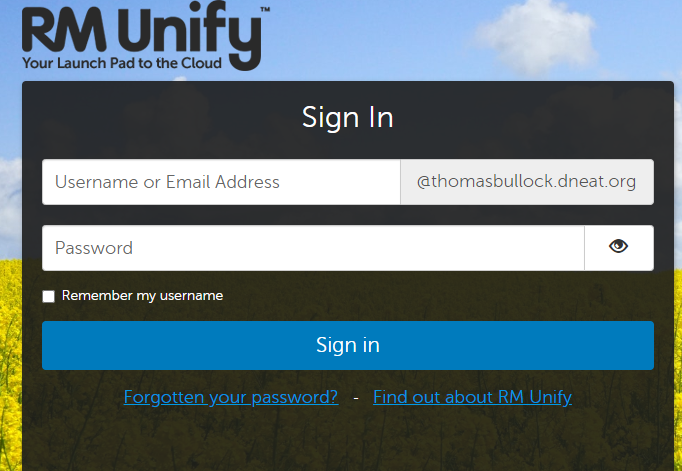 RM Unify™
Your Launch Pad to the Cloud
Sign In
Username or Email Address @thomasbullock.dneat.org
Password
Remember my username
Sign in
Forgotten your password? - Find out about RM Unify